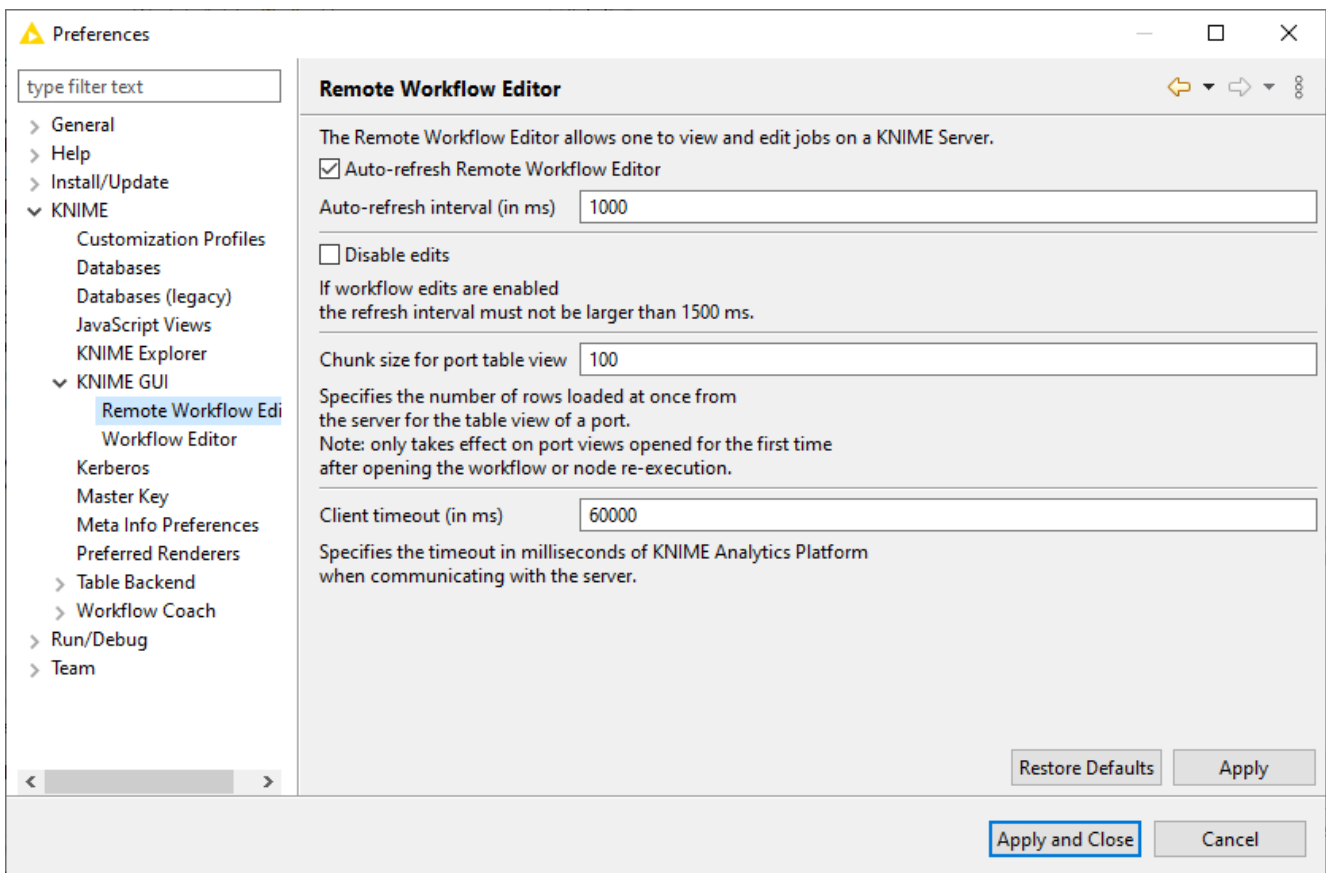 Preferences
type filter text
General
Help
Install/Update
KNIME
Customization Profiles
Databases
Databases (legacy)
JavaScript Views
KNIME Explorer
KNIME GUI
Remote Workflow Edi
Workflow Editor
Kerberos
Master Key
Meta Info Preferences
Preferred Renderers
Table Backend
Workflow Coach
Run/Debug
Team
Remote Workflow Editor
The Remote Workflow Editor allows one to view and edit jobs on a KNIME Server.
Auto-refresh Remote Workflow Editor
Auto-refresh interval (in ms) 1000
Disable edits
If workflow edits are enabled
the refresh interval must not be larger than 1500 ms.
Chunk size for port table view 100
Specifies the number of rows loaded at once from
the server for the table view of a port.
Note: only takes effect on port views opened for the first time
after opening the workflow or node re-execution.
Client timeout (in ms) 60000
Specifies the timeout in milliseconds of KNIME Analytics Platform
when communicating with the server.
Restore Defaults Apply
Apply and Close Cancel